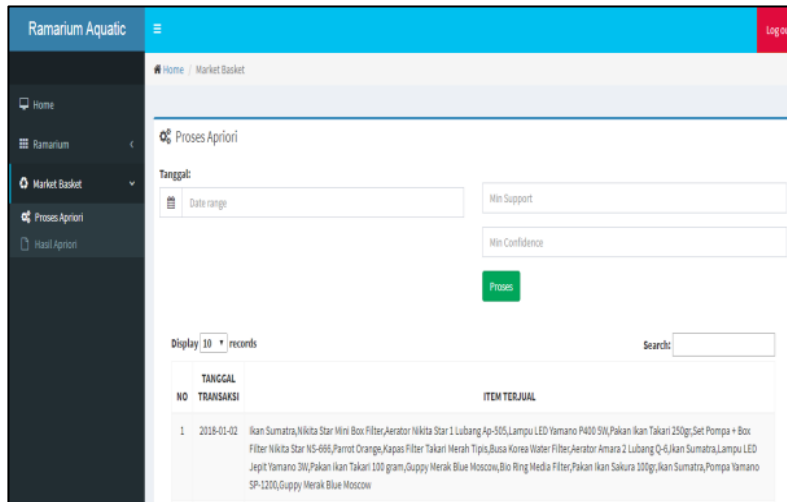 Ramarium Aquatic
Log ou
Home / Market Basket
Home
Ramarium
Market Basket
Proses Apriori
Hasil Apriori
Proses Apriori
Tanggal:
Date range
Min Support
Min Confidence
Proses
Display 10 records
Search:
NO TANGGAL TRANSAKSI ITEM TERJUAL
1 2018-01-02 Ikan Sumatra,Nikita Star Mini Box Filter,Aerator Nikita Star 1 Lubang Ap-505,Lampu LED Yamano P400 5W,Pakan Ikan Takari 250gr,Set Pompa + Box
Filter Nikita Star NS-666,Parrot Orange,Kapas Filter Takari Merah Tipis,Busa Korea Water Filter,Aerator Amara 2 Lubang Q-6,Ikan Sumatra,Lampu LED
Jepit Yamano 3W,Pakan Ikan Takari 100 gram,Guppy Merak Blue Moscow,Bio Ring Media Filter,Pakan Ikan Sakura 100gr,Ikan Sumatra,Pompa Yamano
SP-1200,Guppy Merak Blue Moscow